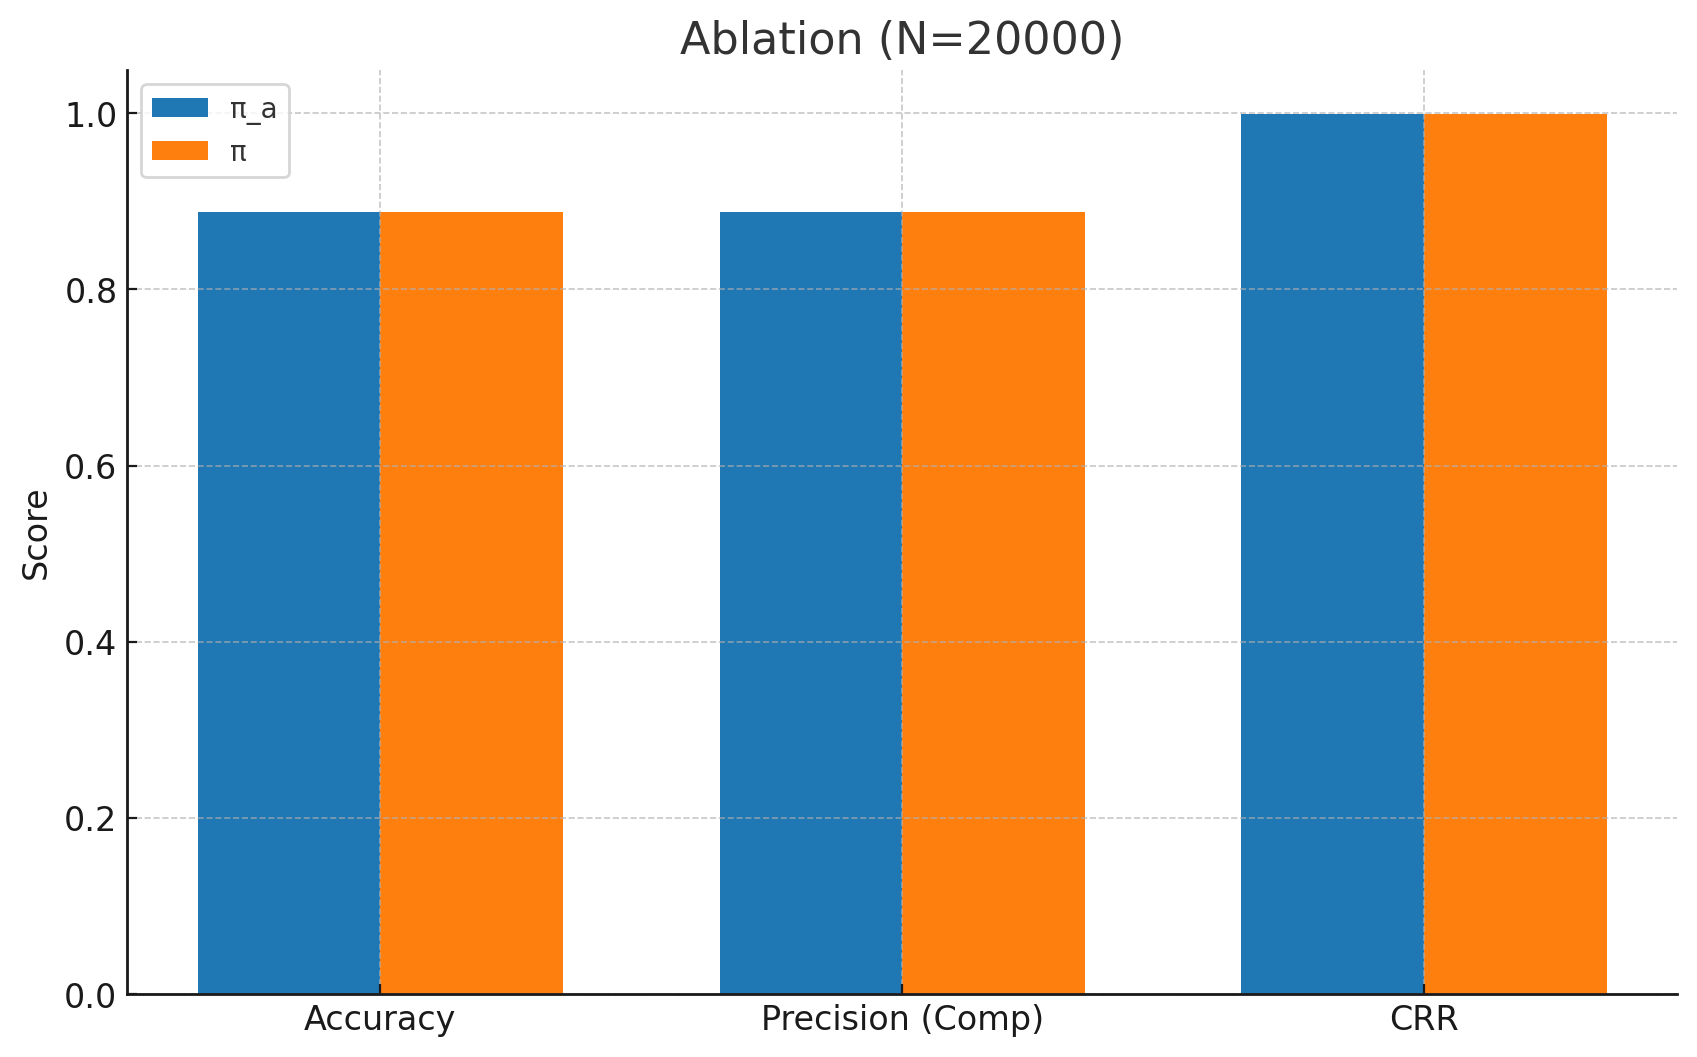 Ablation (N=20000)
π_a
π
1.0
0.8
0.6
0.4
0.2
0.0
Score
Accuracy
Precision (Comp)
CRR